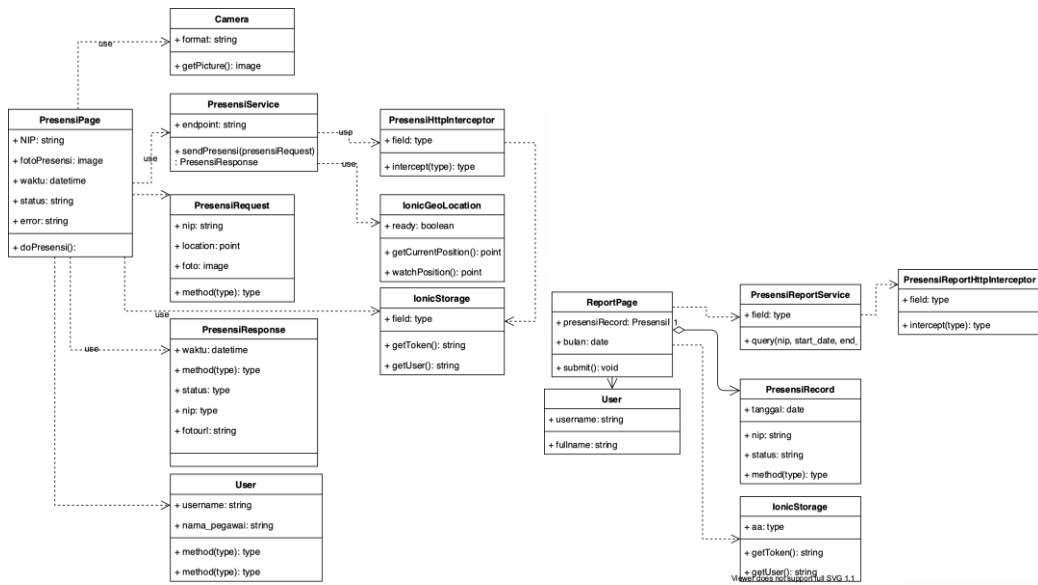 Camera
+ format: string
+ getPicture(): image
use
PresensiPage
+ NIP: string
+ fotoPresensi: image
+ waktu: datetime
+ status: string
+ error: string
+ doPresensi():
PresensiService
+ endpoint: string
+ sendPresensi(presensiRequest)
: PresensiResponse
use
use
use
PresensiHttpInterceptor
+ field: type
+ intercept(type): type
PresensiRequest
+ nip: string
+ location: point
+ foto: image
+ method(type): type
IonicGeoLocation
+ ready: boolean
+ getCurrentPosition(): point
+ watchPosition(): point
IonicStorage
+ field: type
+ getToken(): string
+ getUser(): string
use
PresensiResponse
+ waktu: datetime
+ method(type): type
+ status: type
+ nip: type
+ fotourl: string
use
User
+ username: string
+ nama_pegawai: string
+ method(type): type
+ method(type): type
ReportPage
+ presensiRecord: Presensil
1
+ bulan: date
+ submit(): void
User
+ username: string
+ fullname: string
PresensiReportService
+ field: type
+ query(nip, start_date, end_
PresensiReportHttpInterceptor
+ field: type
+ intercept(type): type
PresensiRecord
+ tanggal: date
+ nip: string
+ status: string
+ method(type): type
IonicStorage
+ aa: type
+ getToken(): string
+ getUser(): string
Viewer does not support full SVG 1.1